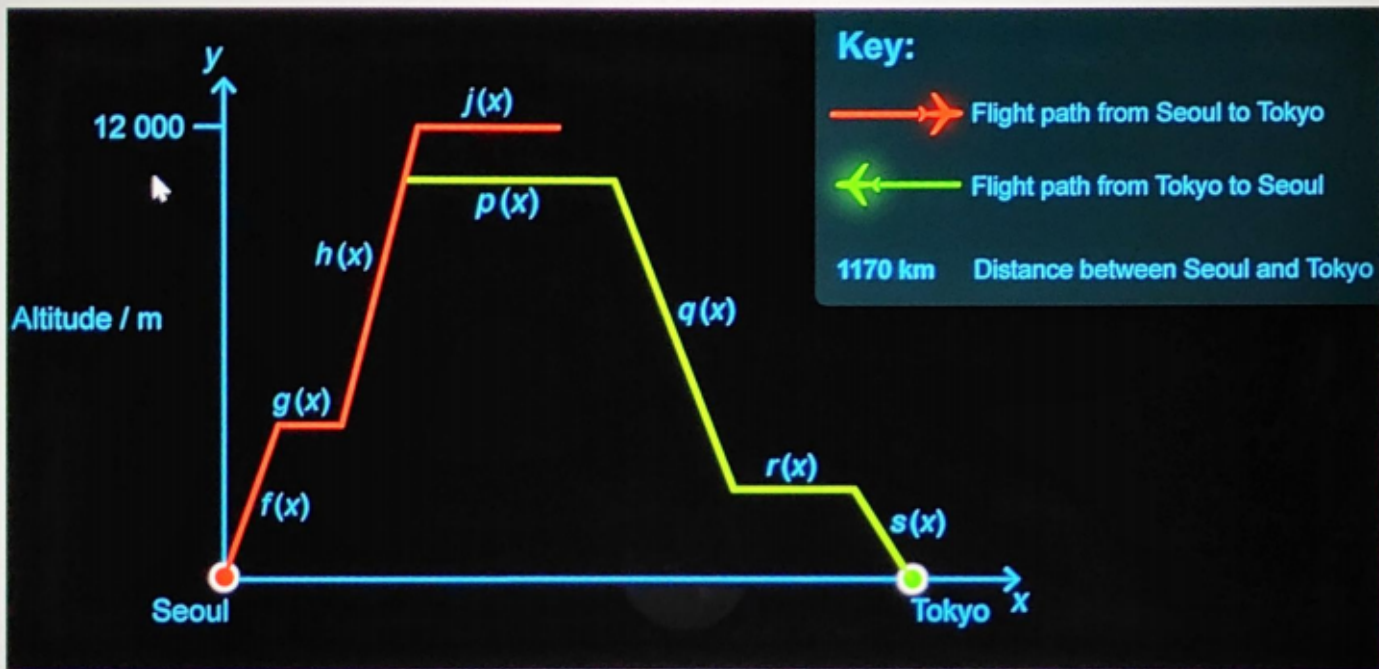 y
12 000
j(x)
p(x)
h(x)
Altitude / m
q(x)
g(x)
r(x)
f(x)
s(x)
Seoul
Tokyo
x
Key:
Flight path from Seoul to Tokyo
Flight path from Tokyo to Seoul
1170 km Distance between Seoul and Tokyo